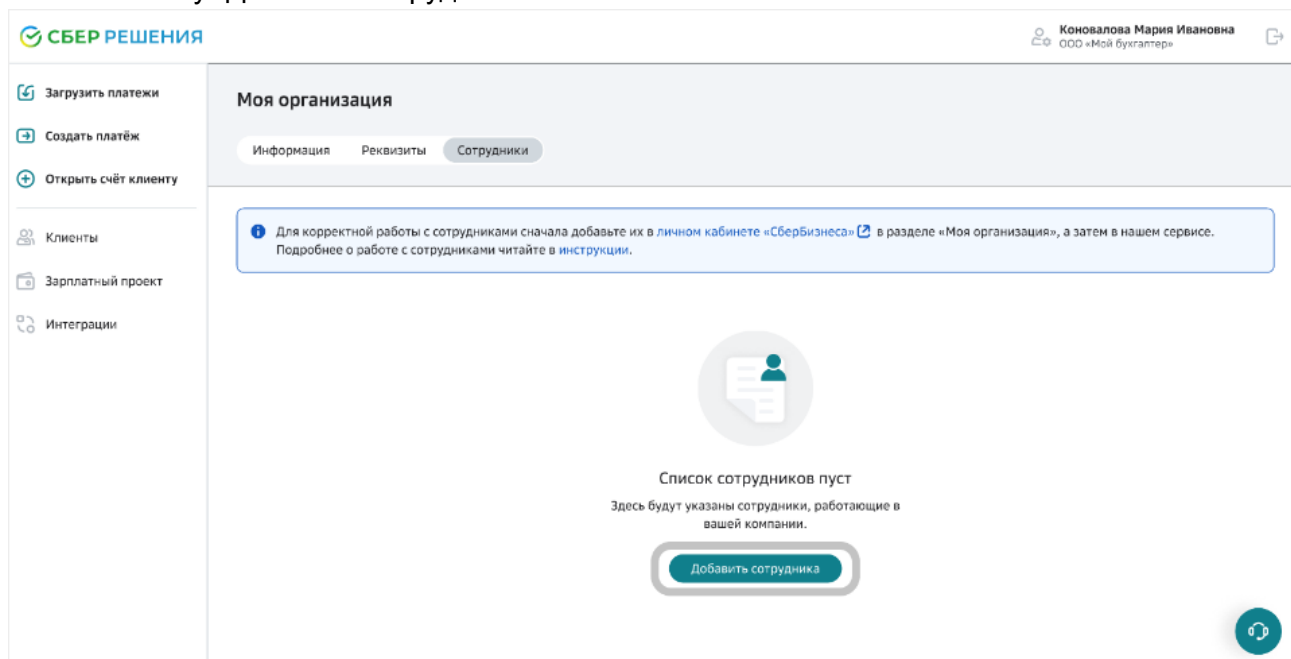 СБЕР РЕШЕНИЯ
Коновалова Мария Ивановна
ООО «Мой бухгалтер»
Загрузить платежи
Создать платёж
Открыть счёт клиенту
Клиенты
Зарплатный проект
Интеграции
Моя организация
Информация Реквизиты Сотрудники
Для корректной работы с сотрудниками сначала добавьте их в личном кабинете «СберБизнеса» в разделе «Моя организация», а затем в нашем сервисе.
Подробнее о работе с сотрудниками читайте в инструкции.
Список сотрудников пуст
Здесь будут указаны сотрудники, работающие в
вашей компании.
Добавить сотрудника